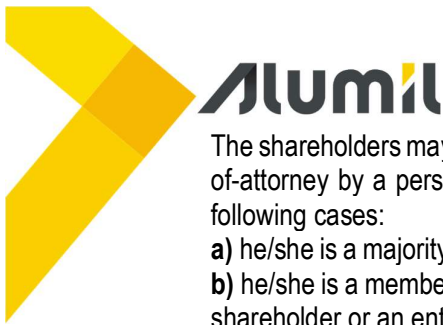 Alumil
The shareholders may
of-attorney by a pers
following cases:
a) he/she is a majority
b) he/she is a membe
shareholder or an ent